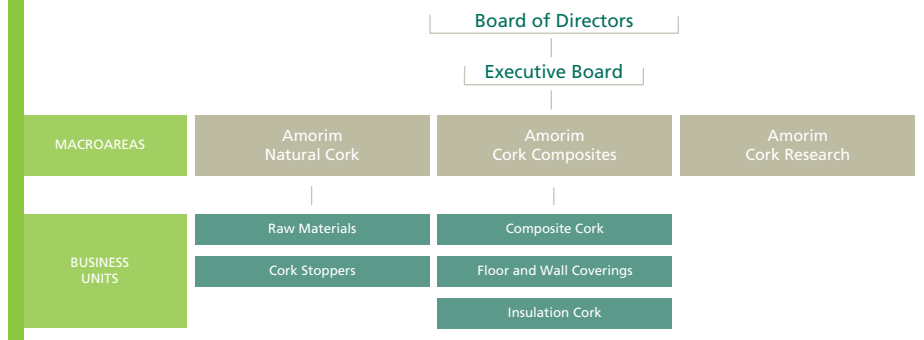 Board of Directors
Executive Board
MACROAREAS
Amorim
Natural Cork
Amorim
Cork Composites
Amorim
Cork Research
BUSINESS
UNITS
Raw Materials
Composite Cork
Cork Stoppers
Floor and Wall Coverings
Insulation Cork